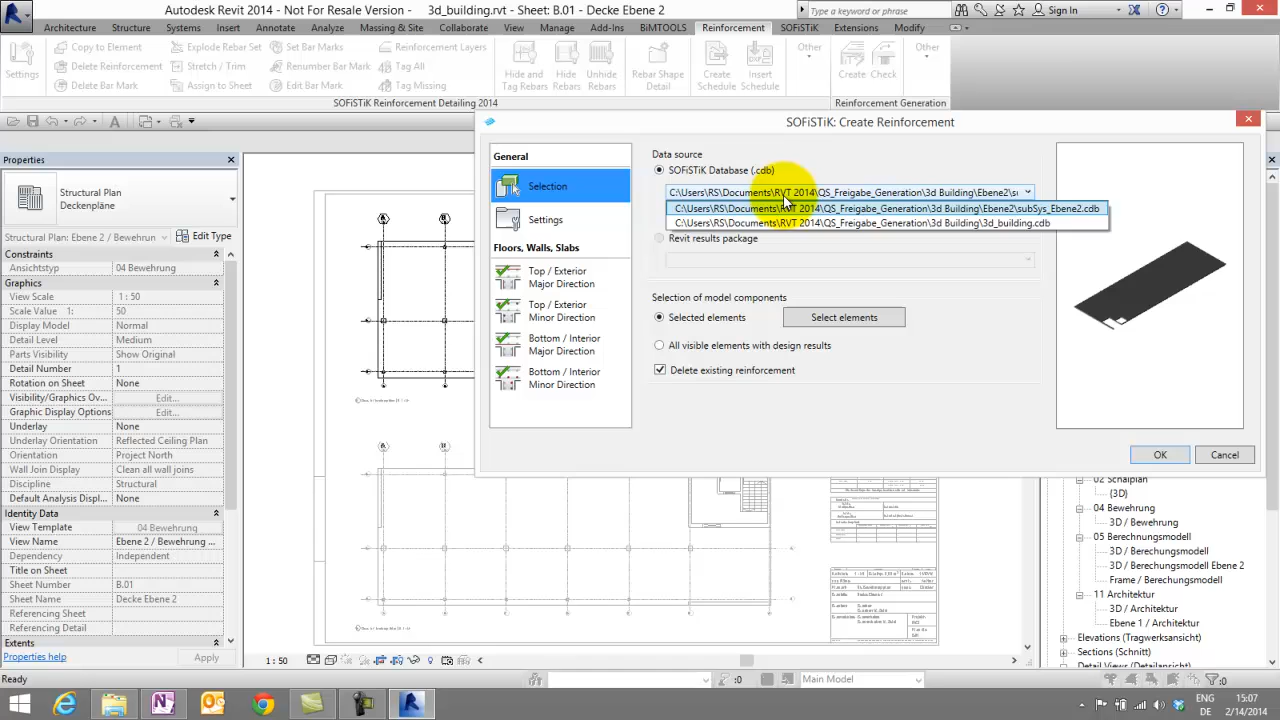 Autodesk Revit 2014 - Not For Resale Version - 3d_building.rvt - Sheet: B.01 - Decke Ebene 2
Type a keyword or phrase
Sign In
Architecture Structure Systems Insert Annotate Analyze Massing & Site Collaborate View Manage Add-Ins BiMTOOLS Reinforcement SOFiSTiK Extensions Modify
Settings
Copy to Element
Delete Reinforcement
Delete Bar Mark
Explode Rebar Set
Stretch / Trim
Assign to Sheet
Set Bar Marks
Renumber Bar Mark
Edit Bar Mark
Reinforcement Layers
Tag All
Tag Missing
Hide and Tag Rebars
Hide Rebars
Unhide Rebars
Rebar Shape Detail
Create Schedule
Insert Schedule
Other
Create
Check
Other
SOFiSTiK Reinforcement Detailing 2014
Reinforcement Generation
SOFiSTiK: Create Reinforcement
General
Selection
Settings
Floors, Walls, Slabs
Top / Exterior
Major Direction
Top / Exterior
Minor Direction
Bottom / Interior
Major Direction
Bottom / Interior
Minor Direction
Data source
SOFiSTiK Database (.cdb)
C:\Users\RS\Documents\RVT 2014\QS_Freigabe_Generation\3d Building\Ebene2\su
C:\Users\RS\Documents\RVT 2014\QS_Freigabe_Generation\3d Building\Ebene2\subSys_Ebene2.cdb
C:\Users\RS\Documents\RVT 2014\QS_Freigabe_Generation\3d Building\3d_building.cdb
Revit results package
Selection of model components
Selected elements
Select elements
All visible elements with design results
Delete existing reinforcement
OK
Cancel
Properties
Structural Plan
Deckenpläne
Structural Plan: Ebene 2 / Bewehrun
Edit Type
Constraints
Ansichtstyp 04 Bewehrung
Graphics
View Scale 1 : 50
Scale Value 1: 50
Display Model Normal
Detail Level Medium
Parts Visibility Show Original
Detail Number 1
Rotation on Sheet None
Visibility/Graphics Ov... Edit...
Graphic Display Options Edit...
Underlay None
Underlay Orientation Reflected Ceiling Plan
Orientation Project North
Wall Join Display Clean all wall joins
Discipline Structural
Default Analysis Displ... None
Identity Data
View Template 04 Bewehrung
View Name Ebene 2 / Bewehrung ...
Dependency Independent
Title on Sheet
Sheet Number B.01
Sheet Name Decke Ebene 2
Referencing Sheet
Referencing Detail
Extents
Properties help
Apply
02 Schalplan
{3D}
04 Bewehrung
3D / Bewehrung
05 Berechnungsmodell
3D / Berechungsmodell
3D / Berechungsmodell Ebene 2
Frame / Berechungsmodell
11 Architektur
3D / Architektur
Ebene 1 / Architektur
Elevations (Tragwerksansicht)
Sections (Schnitt)
Detail Views (Detailansicht)
1 : 50
Ready
:0
Main Model
:0
ENG
DE
15:07
2/14/2014